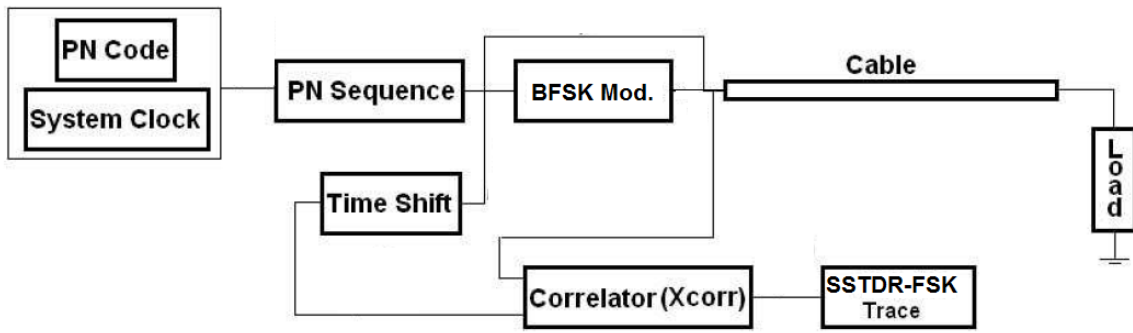 PN Code
System Clock
PN Sequence
BFSK Mod.
Cable
Load
Time Shift
Correlator (Xcorr)
SSTDR-FSK
Trace